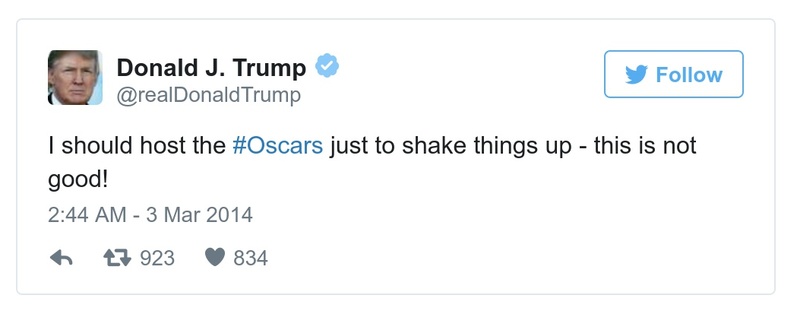 Donald J. Trump
@realDonaldTrump
Follow
I should host the #Oscars just to shake things up - this is not
good!
2:44 AM - 3 Mar 2014
923 834